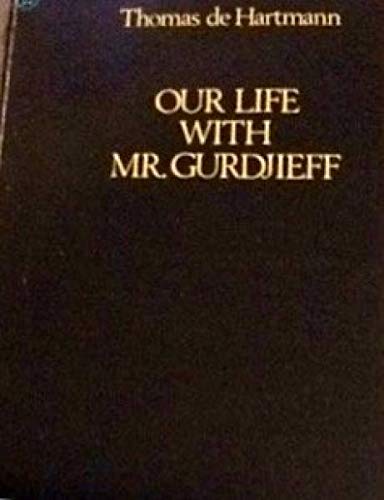 Thomas de Hartmann
OUR LIFE
WITH
MR. GURDJIEFF